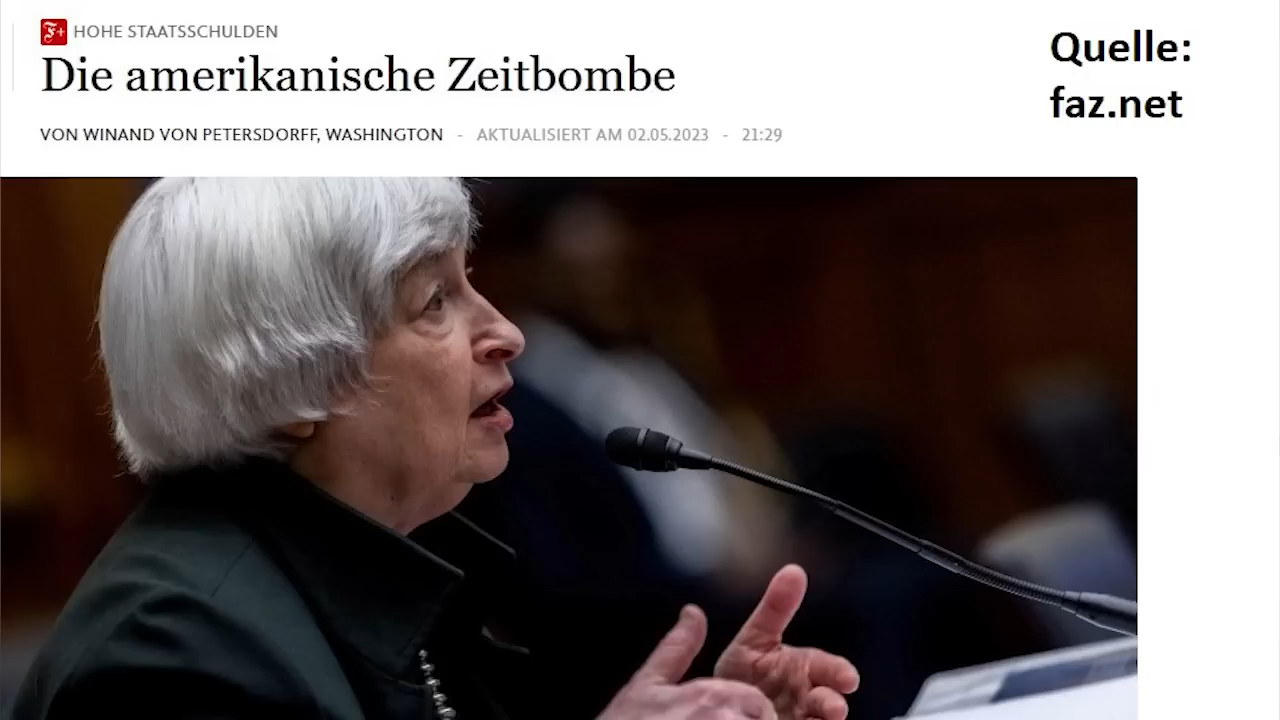 F+ HOHE STAATSSCHULDEN
Die amerikanische Zeitbombe
VON WINAND VON PETERSDORFF, WASHINGTON - AKTUALISIERT AM 02.05.2023 - 21:29
Quelle:
faz.net